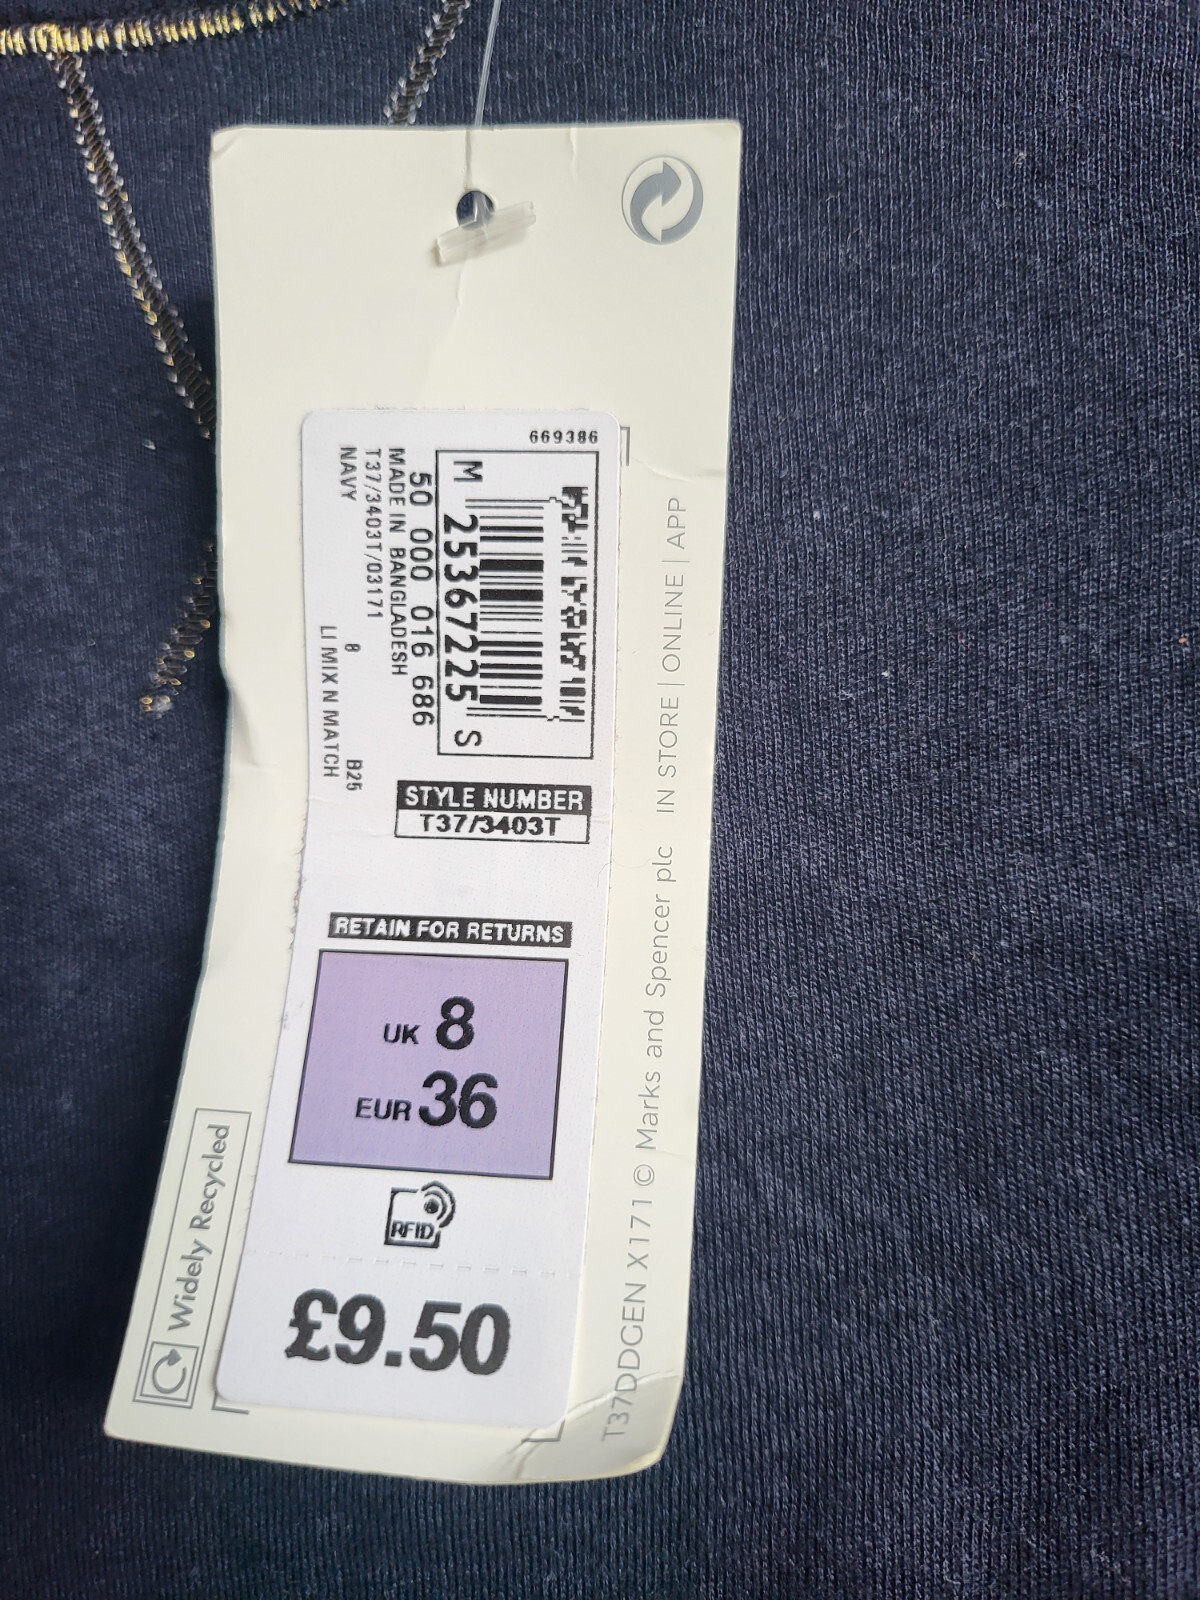 669386
M 25367225 S
50 000 016 686
MADE IN BANGLADESH
T37/3403T/03171
NAVY 8 B25
LI MIX N MATCH
STYLE NUMBER
T37/3403T
RETAIN FOR RETURNS
UK 8
EUR 36
RFID
£9.50
Widely Recycled
T37DDGEN X171 © Marks and Spencer plc IN STORE | ONLINE | APP